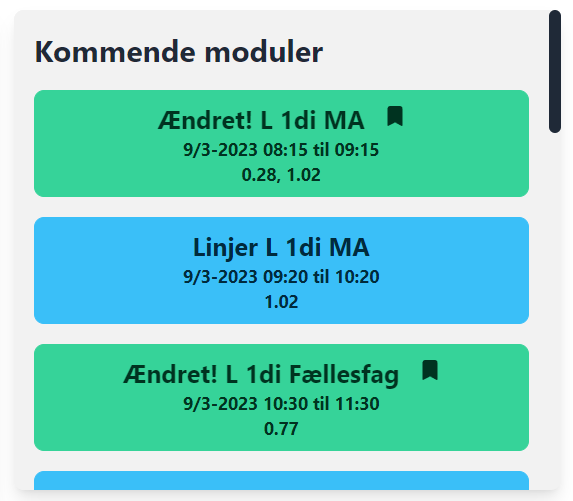 Kommende moduler
Ændret! L 1di MA
9/3-2023 08:15 til 09:15
0.28, 1.02
Linjer L 1di MA
9/3-2023 09:20 til 10:20
1.02
Ændret! L 1di Fællesfag
9/3-2023 10:30 til 11:30
0.77